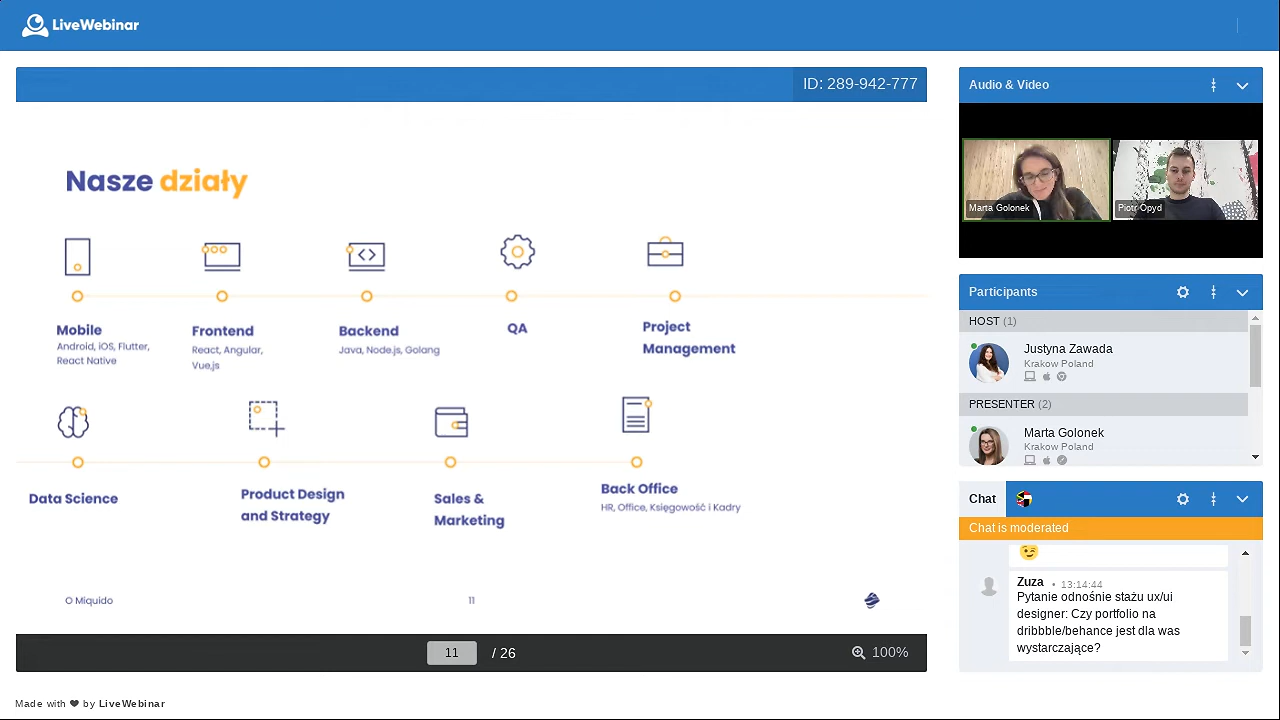 LiveWebinar
ID: 289-942-777
Nasze działy
Mobile
Android, iOS, Flutter,
React Native
Frontend
React, Angular,
Vue,js
Backend
Java, Node.js, Golang
QA
Project
Management
Data Science
Product Design
and Strategy
Sales &
Marketing
Back Office
HR, Office, Księgowość i Kadry
O Miquido
11
11 / 26
100%
Made with ❤ by LiveWebinar
Audio & Video
Marta Golonek
Piotr Opyd
Participants
HOST (1)
Justyna Zawada
Krakow Poland
PRESENTER (2)
Marta Golonek
Krakow Poland
Chat
Chat is moderated
Zuza • 13:14:44
Pytanie odnośnie stażu ux/ui
designer: Czy portfolio na
dribbble/behance jest dla was
wystarczające?